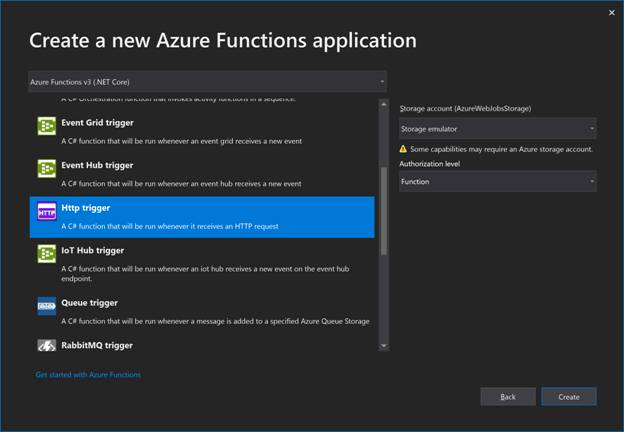 Create a new Azure Functions application
Azure Functions v3 (.NET Core)
A C# Orchestration function that invokes activity functions in a sequence.
Event Grid trigger
A C# function that will be run whenever an event grid receives a new event
Event Hub trigger
A C# function that will be run whenever an event hub receives a new event
HTTP
Http trigger
A C# function that will be run whenever it receives an HTTP request
IoT Hub trigger
A C# function that will be run whenever an iot hub receives a new event on the event hub
endpoint.
Queue trigger
A C# function that will be run whenever a message is added to a specified Azure Queue Storage
RabbitMQ trigger
Storage account (AzureWebJobsStorage)
Storage emulator
Some capabilities may require an Azure storage account.
Authorization level
Function
Get started with Azure Functions
Back
Create